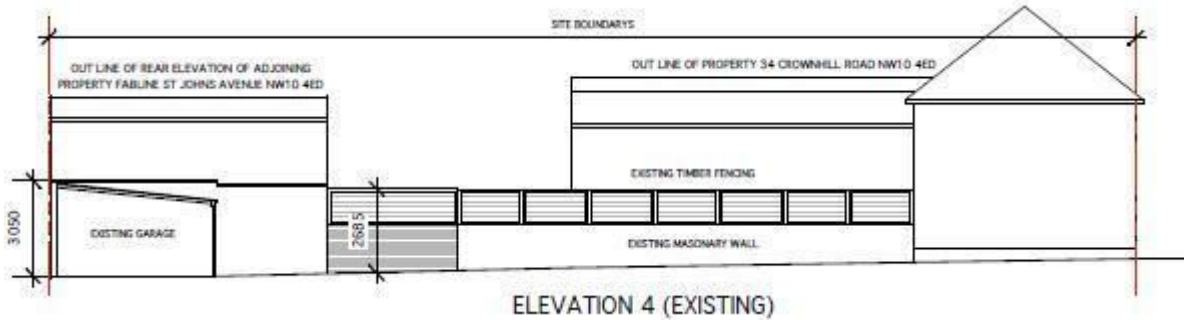 SITE BOUNDARYS
OUT LINE OF REAR ELEVATION OF ADJOINING
PROPERTY FABLINE ST JOHNS AVENUE NW10 4ED
OUT LINE OF PROPERTY 34 CROWNHILL ROAD NW10 4ED
EXISTING TIMBER FENCING
3050
EXISTING GARAGE
2685
EXISTING MASONARY WALL
ELEVATION 4 (EXISTING)